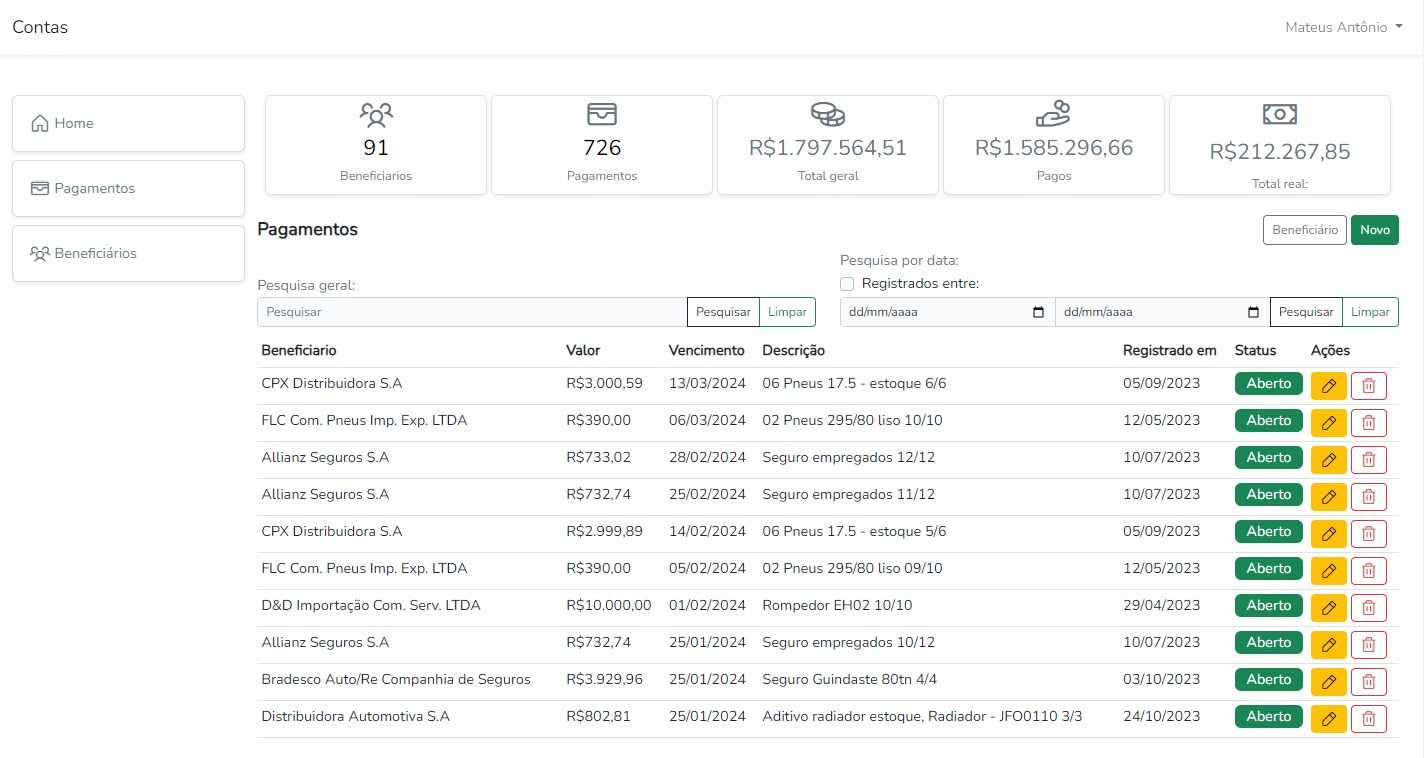 Contas
Mateus Antônio
Home
Pagamentos
Beneficiários
91
Beneficiarios
726
Pagamentos
R$1.797.564,51
Total geral
R$1.585.296,66
Pagos
R$212.267,85
Total real:
Pagamentos
Beneficiário Novo
Pesquisa geral:
Pesquisar Pesquisar Limpar
Pesquisa por data:
Registrados entre:
dd/mm/aaaa dd/mm/aaaa Pesquisar Limpar
Beneficiario Valor Vencimento Descrição Registrado em Status Ações
CPX Distribuidora S.A R$3.000,59 13/03/2024 06 Pneus 17.5 - estoque 6/6 05/09/2023 Aberto
FLC Com. Pneus Imp. Exp. LTDA R$390,00 06/03/2024 02 Pneus 295/80 liso 10/10 12/05/2023 Aberto
Allianz Seguros S.A R$733,02 28/02/2024 Seguro empregados 12/12 10/07/2023 Aberto
Allianz Seguros S.A R$732,74 25/02/2024 Seguro empregados 11/12 10/07/2023 Aberto
CPX Distribuidora S.A R$2.999,89 14/02/2024 06 Pneus 17.5 - estoque 5/6 05/09/2023 Aberto
FLC Com. Pneus Imp. Exp. LTDA R$390,00 05/02/2024 02 Pneus 295/80 liso 09/10 12/05/2023 Aberto
D&D Importação Com. Serv. LTDA R$10.000,00 01/02/2024 Rompedor EH02 10/10 29/04/2023 Aberto
Allianz Seguros S.A R$732,74 25/01/2024 Seguro empregados 10/12 10/07/2023 Aberto
Bradesco Auto/Re Companhia de Seguros R$3.929,96 25/01/2024 Seguro Guindaste 80tn 4/4 03/10/2023 Aberto
Distribuidora Automotiva S.A R$802,81 25/01/2024 Aditivo radiador estoque, Radiador - JFO0110 3/3 24/10/2023 Aberto